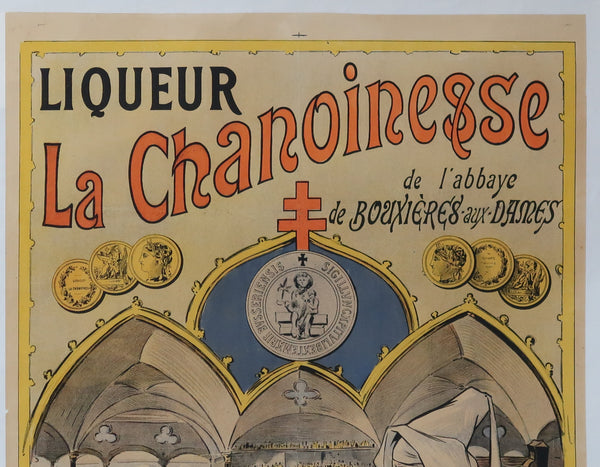 LIQUEUR
La Chanoinesse
de l'abbaye
de BOUXIÈRES-aux-DAMES